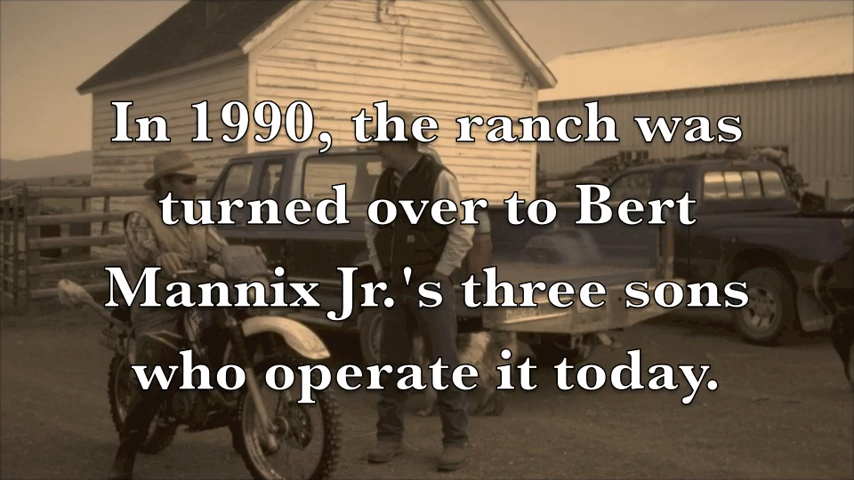 In 1990, the ranch was
turned over to Bert
Mannix Jr.'s three sons
who operate it today.